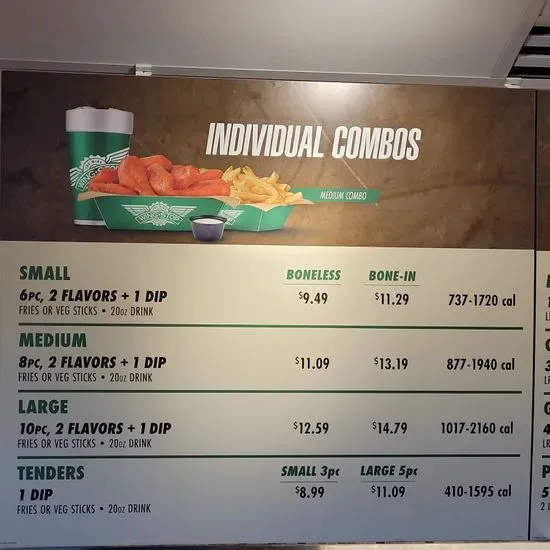 INDIVIDUAL COMBOS
WING·STOP
WING·STOP
MEDIUM COMBO
SMALL BONELESS BONE-IN
6PC, 2 FLAVORS + 1 DIP $9.49 $11.29 737-1720 cal
FRIES OR VEG STICKS • 20oz DRINK
MEDIUM
8PC, 2 FLAVORS + 1 DIP $11.09 $13.19 877-1940 cal
FRIES OR VEG STICKS • 20oz DRINK
LARGE
10PC, 2 FLAVORS + 1 DIP $12.59 $14.79 1017-2160 cal
FRIES OR VEG STICKS • 20oz DRINK
TENDERS SMALL 3pc LARGE 5pc
1 DIP $8.99 $11.09 410-1595 cal
FRIES OR VEG STICKS • 20oz DRINK